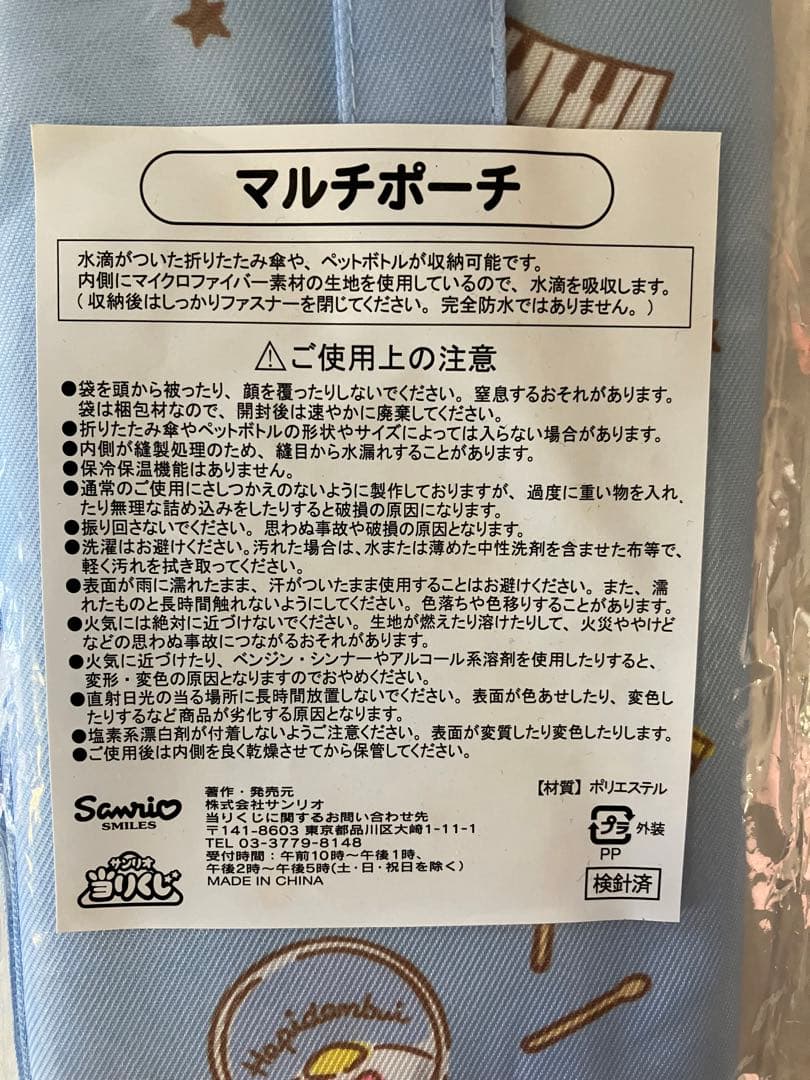 マルチポーチ
水滴がついた折りたたみ傘や、ペットボトルが収納可能です。
内側にマイクロファイバー素材の生地を使用しているので、水滴を吸収します。
(収納後はしっかりファスナーを閉じてください。完全防水ではありません。)
⚠ご使用上の注意
●袋を頭から被ったり、顔を覆ったりしないでください。窒息するおそれがあります。
袋は梱包材なので、開封後は速やかに廃棄してください。
●折りたたみ傘やペットボトルの形状やサイズによっては入らない場合があります。
●内側が縫製処理のため、縫目から水漏れすることがあります。
●保冷保温機能はありません。
●通常のご使用にさしつかえのないように製作しておりますが、過度に重い物を入れ
たり無理な詰め込みをしたりすると破損の原因になります。
●振り回さないでください。思わぬ事故や破損の原因となります。
●洗濯はお避けください。汚れた場合は、水または薄めた中性洗剤を含ませた布等で、
軽く汚れを拭き取ってください。
●表面が雨に濡れたまま、汗がついたまま使用することはお避けください。また、濡
れたものと長時間触れないようにしてください。色落ちや色移りすることがあります。
●火気には絶対に近づけないでください。生地が燃えたり溶けたりして、火災ややけど
などの思わぬ事故につながるおそれがあります。
●火気に近づけたり、ベンジン・シンナーやアルコール系溶剤を使用したりすると、
変形・変色の原因となりますのでおやめください。
●直射日光の当る場所に長時間放置しないでください。表面が色あせしたり、変色し
たりするなど商品が劣化する原因となります。
●塩素系漂白剤が付着しないようご注意ください。表面が変質したり変色したりします。
●ご使用後は内側を良く乾燥させてから保管してください。
Sanrio
SMILES
サンリオ
当りくじ
著作・発売元
株式会社サンリオ
当りくじに関するお問い合わせ先
〒141-8603 東京都品川区大崎1-11-1
TEL 03-3779-8148
受付時間:午前10時〜午後1時、
午後2時〜午後5時(土・日・祝日を除く)
MADE IN CHINA
【材質】ポリエステル
プラ 外装
PP
検針済
Hapidanbui